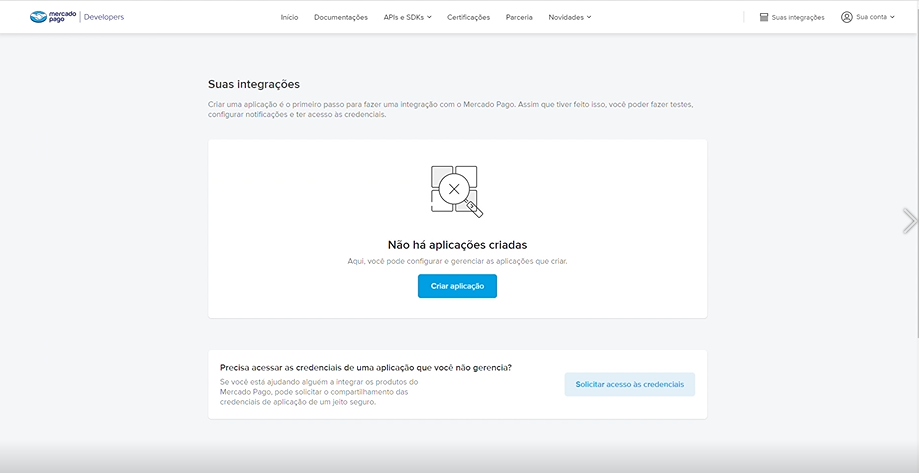 mercado pago | Developers
Início Documentações APIs e SDKs Certificações Parceria Novidades Suas integrações Sua conta
Suas integrações
Criar uma aplicação é o primeiro passo para fazer uma integração com o Mercado Pago. Assim que tiver feito isso, você poder fazer testes,
configurar notificações e ter acesso às credenciais.
Não há aplicações criadas
Aqui, você pode configurar e gerenciar as aplicações que criar.
Criar aplicação
Precisa acessar as credenciais de uma aplicação que você não gerencia?
Se você está ajudando alguém a integrar os produtos do
Mercado Pago, pode solicitar o compartilhamento das
credenciais de aplicação de um jeito seguro.
Solicitar acesso às credenciais